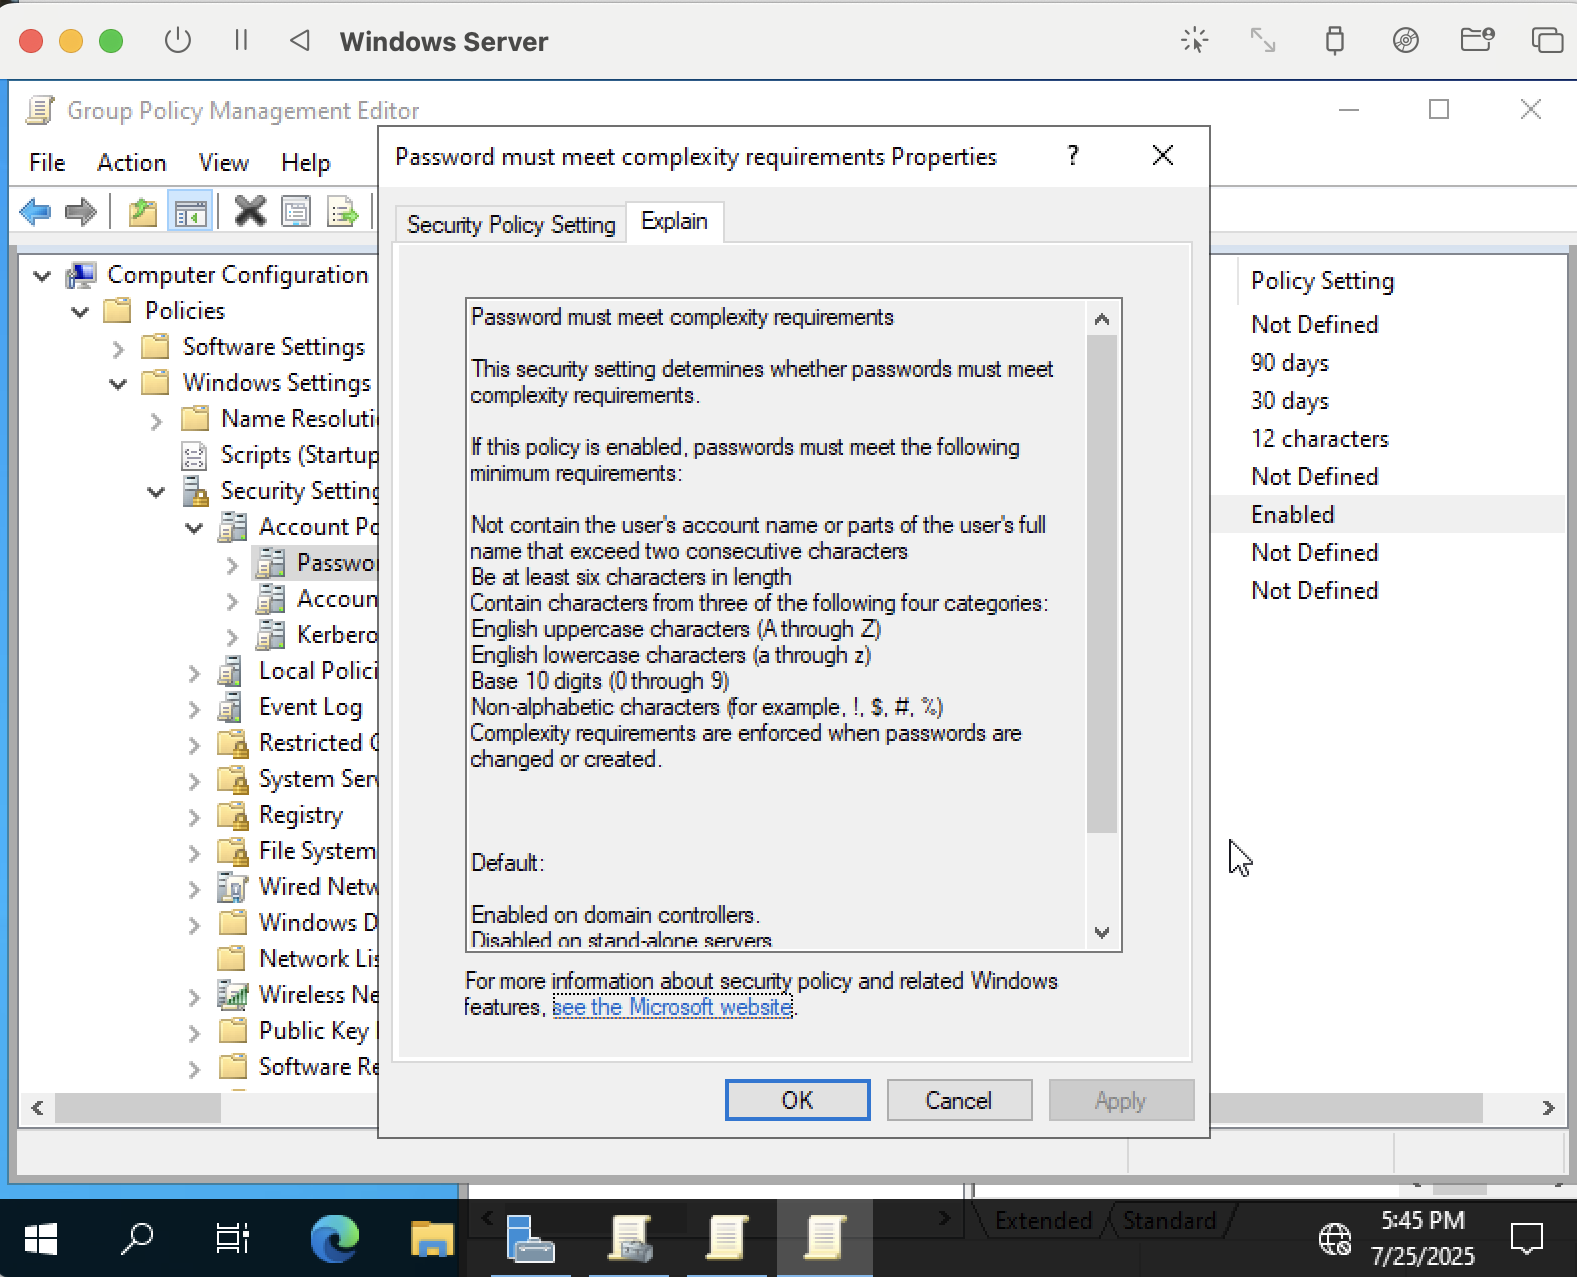 Windows Server
Group Policy Management Editor
File Action View Help
Password must meet complexity requirements Properties
?
Security Policy Setting
Explain
Computer Configuration
Policies
Software Settings
Windows Settings
Name Resoluti
Scripts (Startup
Security Setting
Account Po
Passwo
Accoun
Kerbero
Local Polici
Event Log
Restricted G
System Serv
Registry
File System
Wired Netw
Windows D
Network Lis
Wireless Ne
Public Key
Software Re
Password must meet complexity requirements
This security setting determines whether passwords must meet
complexity requirements.
If this policy is enabled, passwords must meet the following
minimum requirements:
Not contain the user's account name or parts of the user's full
name that exceed two consecutive characters
Be at least six characters in length
Contain characters from three of the following four categories:
English uppercase characters (A through Z)
English lowercase characters (a through z)
Base 10 digits (0 through 9)
Non-alphabetic characters (for example, !, $, #, %)
Complexity requirements are enforced when passwords are
changed or created.
Default:
Enabled on domain controllers.
Disabled on stand-alone servers
For more information about security policy and related Windows
features, see the Microsoft website.
OK
Cancel
Apply
Policy Setting
Not Defined
90 days
30 days
12 characters
Not Defined
Enabled
Not Defined
Not Defined
Extended
Standard
5:45 PM
7/25/2025